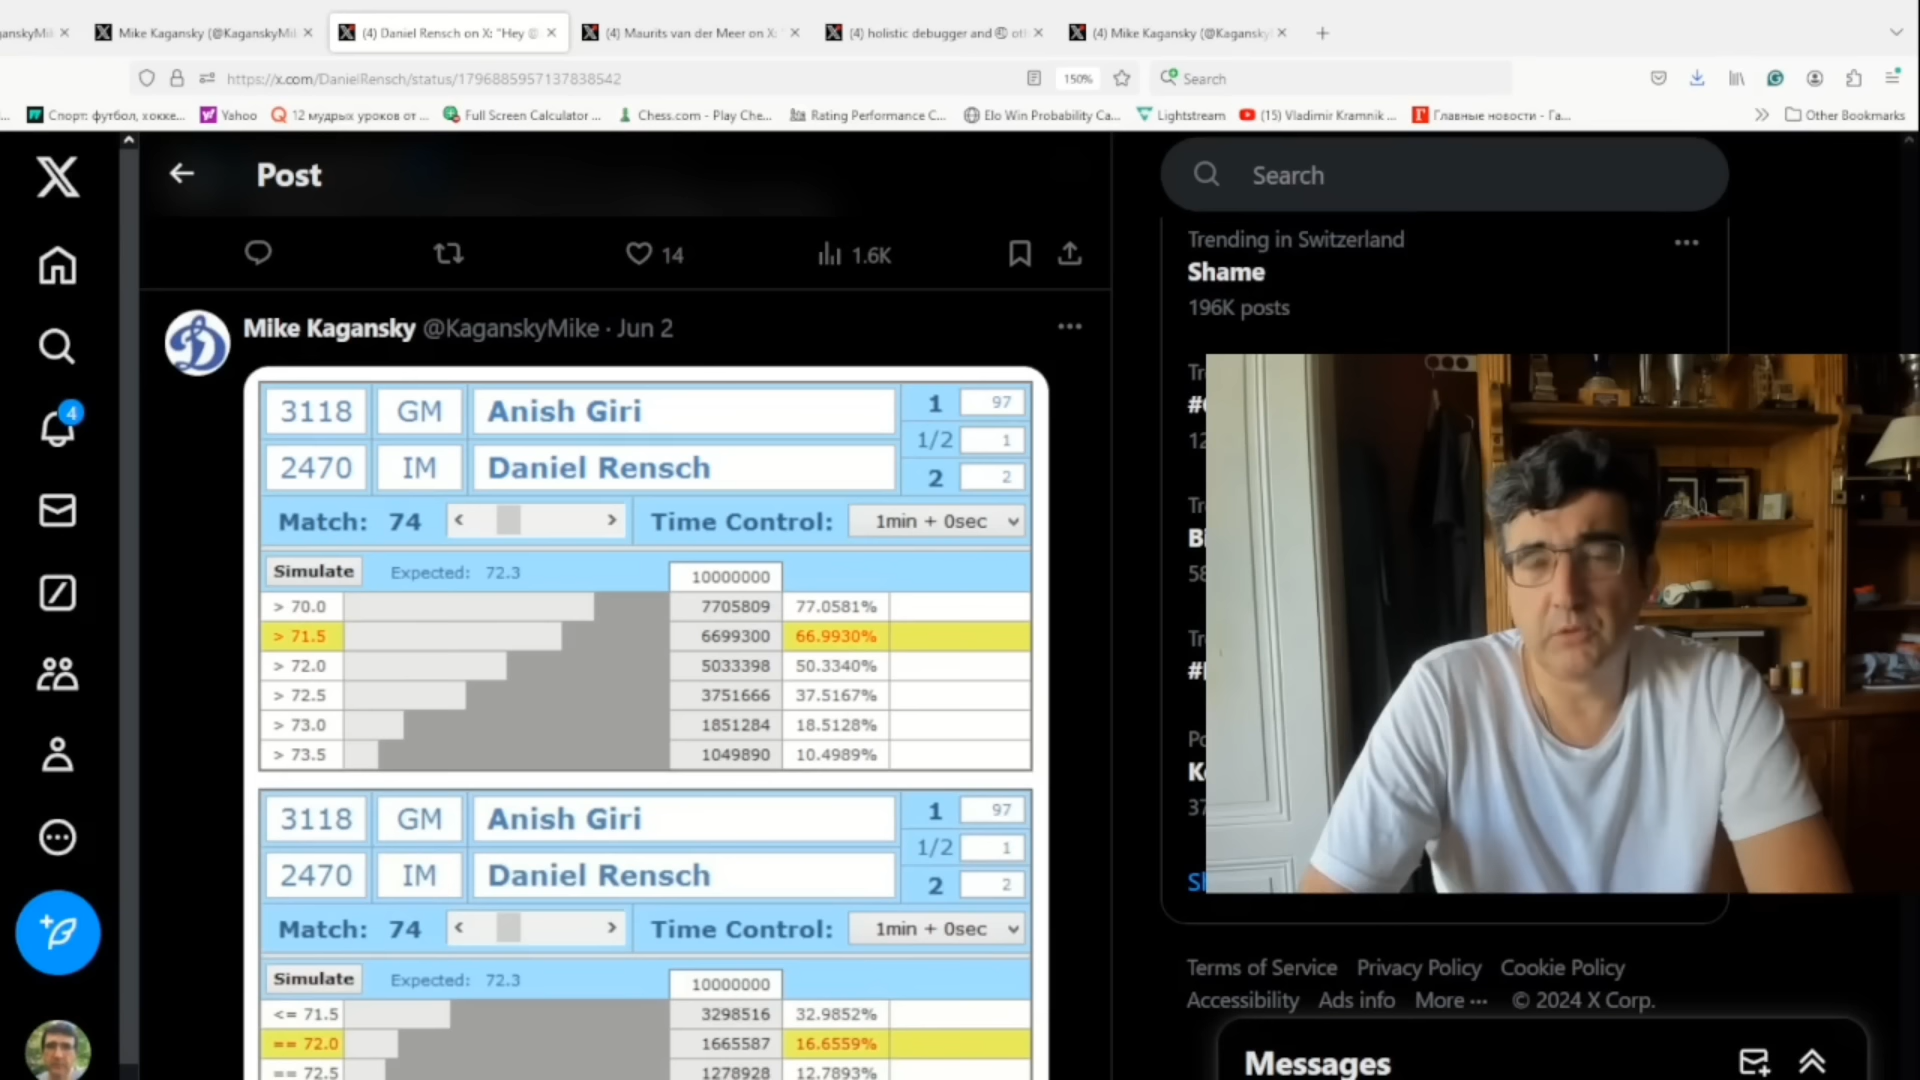 anskyMi
Mike Kagansky (@KaganskyMi
(4) Daniel Rensch on X: "Hey @
(4) Maurits van der Meer on X:
(4) holistic debugger and
(4) Mike Kagansky (@Kagansky
https://x.com/DanielRensch/status/1796885957137838542
150%
Search
Спорт: футбол, хокке...
Yahoo
12 мудрых уроков от ...
Full Screen Calculator ...
Chess.com - Play Che...
Rating Performance C...
Elo Win Probability Ca...
Lightstream
(15) Vladimir Kramnik ...
Главные новости - Га...
Other Bookmarks
Post
Search
14
1.6K
Trending in Switzerland
Shame
196K posts
4
Mike Kagansky @KaganskyMike · Jun 2
3118 GM Anish Giri 1 97
1/2 1
2470 IM Daniel Rensch 2 2
Match: 74 < > Time Control: 1min + 0sec
Simulate Expected: 72.3 10000000
> 70.0 7705809 77.0581%
> 71.5 6699300 66.9930%
> 72.0 5033398 50.3340%
> 72.5 3751666 37.5167%
> 73.0 1851284 18.5128%
> 73.5 1049890 10.4989%
3118 GM Anish Giri 1 97
1/2 1
2470 IM Daniel Rensch 2 2
Match: 74 < > Time Control: 1min + 0sec
Simulate Expected: 72.3 10000000
<= 71.5 3298516 32.9852%
== 72.0 1665587 16.6559%
== 72.5 1278928 12.7893%
Terms of Service Privacy Policy Cookie Policy
Accessibility Ads info More ··· © 2024 X Corp.
Messages